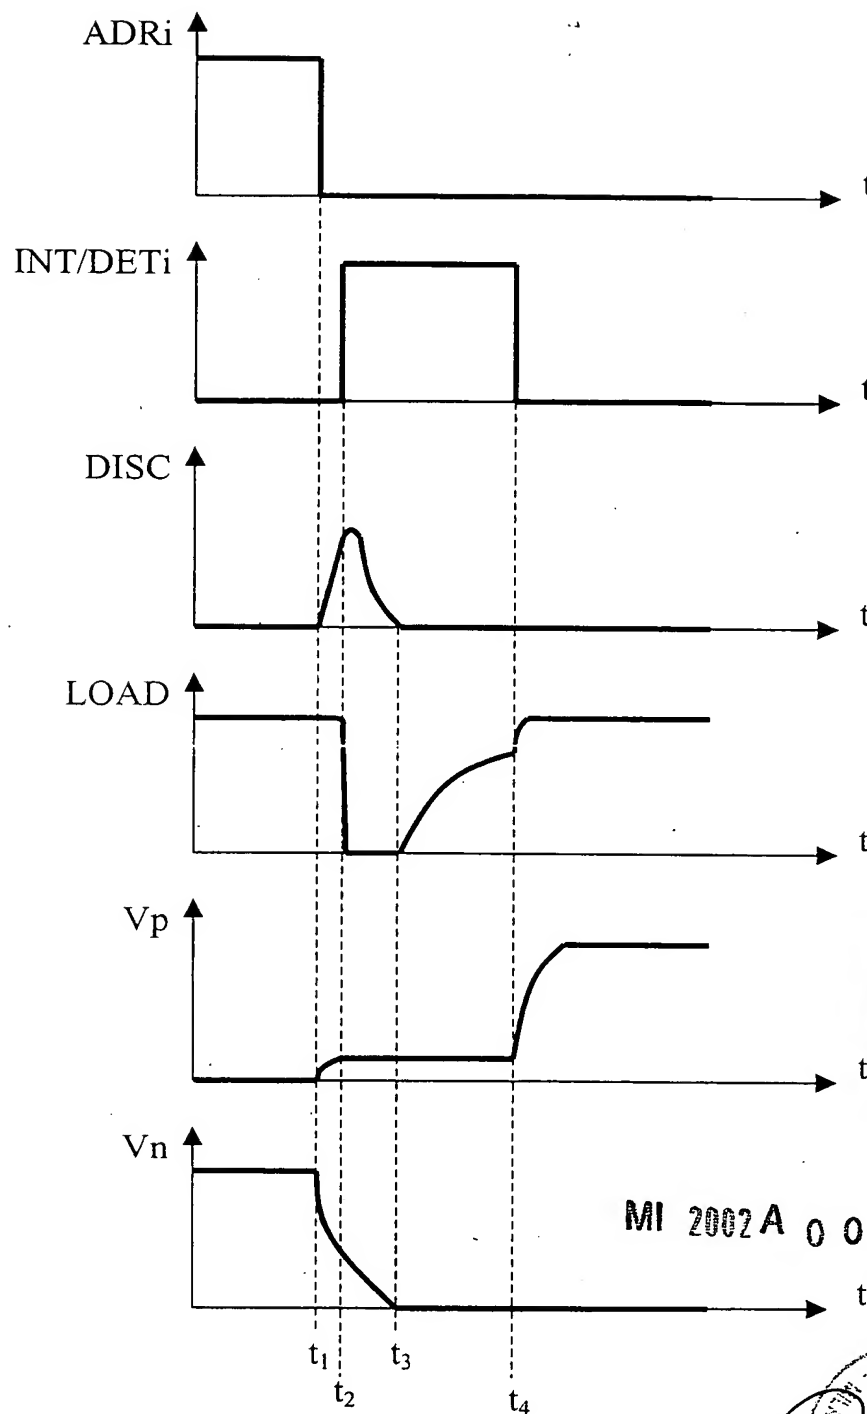 ADRi
t
INT/DETi
t
DISC
t
LOAD
t
Vp
t
Vn
MI 2002 A 0 0
t
t₁
t₃
t₂
t₄